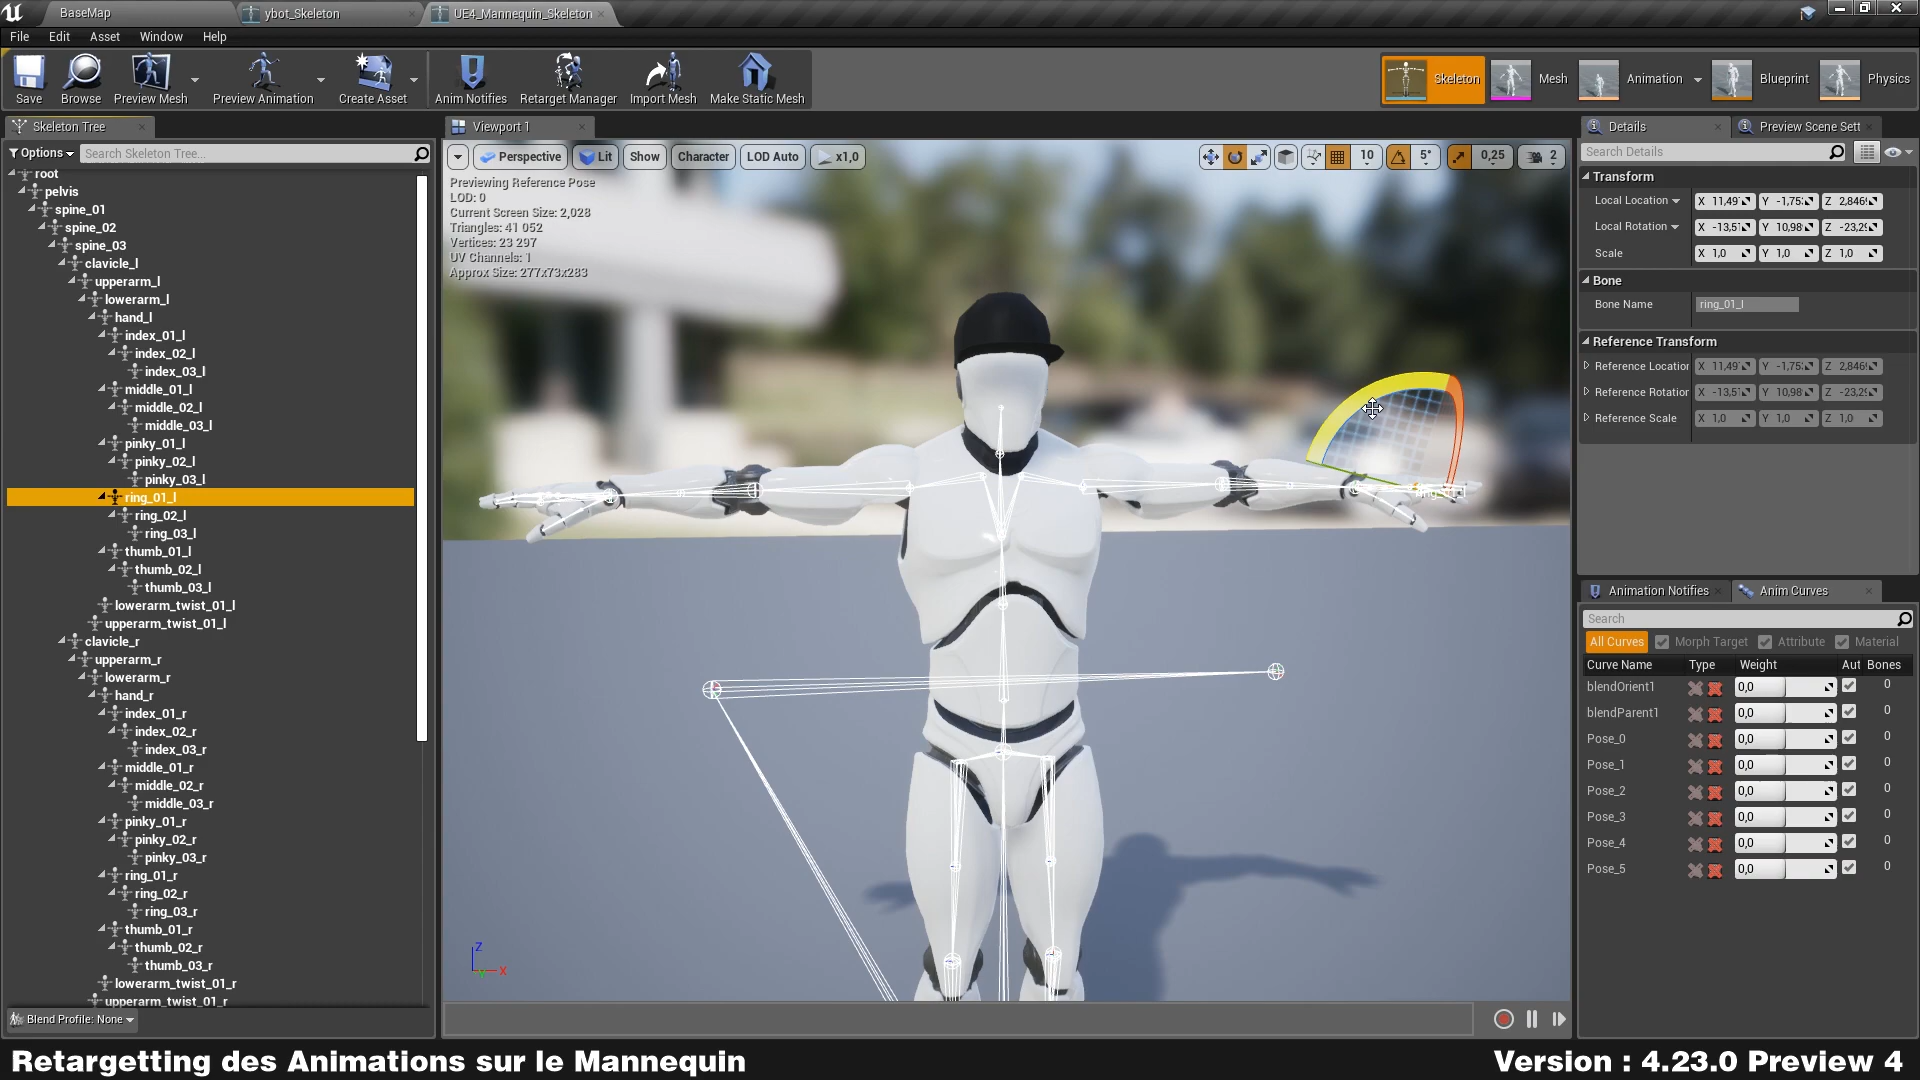 BaseMap
ybot_Skeleton
UE4_Mannequin_Skeleton
File Edit Asset Window Help
Save Browse Preview Mesh Preview Animation Create Asset Anim Notifies Retarget Manager Import Mesh Make Static Mesh
Skeleton Mesh Animation Blueprint Physics
Skeleton Tree
Options Search Skeleton Tree...
root
pelvis
spine_01
spine_02
spine_03
clavicle_l
upperarm_l
lowerarm_l
hand_l
index_01_l
index_02_l
index_03_l
middle_01_l
middle_02_l
middle_03_l
pinky_01_l
pinky_02_l
pinky_03_l
ring_01_l
ring_02_l
ring_03_l
thumb_01_l
thumb_02_l
thumb_03_l
lowerarm_twist_01_l
upperarm_twist_01_l
clavicle_r
upperarm_r
lowerarm_r
hand_r
index_01_r
index_02_r
index_03_r
middle_01_r
middle_02_r
middle_03_r
pinky_01_r
pinky_02_r
pinky_03_r
ring_01_r
ring_02_r
ring_03_r
thumb_01_r
thumb_02_r
thumb_03_r
lowerarm_twist_01_r
upperarm_twist_01_r
Blend Profile: None
Viewport 1
Perspective Lit Show Character LOD Auto x1,0
10 5° 0,25 2
Previewing Reference Pose
LOD: 0
Current Screen Size: 2,028
Triangles: 41 052
Vertices: 23 297
UV Channels: 1
Approx Size: 277x73x283
Z
X
Details
Preview Scene Sett
Search Details
Transform
Local Location X 11,49 Y -1,75 Z 2,846
Local Rotation X -13,51 Y 10,98 Z -23,29
Scale X 1,0 Y 1,0 Z 1,0
Bone
Bone Name ring_01_l
Reference Transform
Reference Location X 11,49 Y -1,75 Z 2,846
Reference Rotation X -13,51 Y 10,98 Z -23,29
Reference Scale X 1,0 Y 1,0 Z 1,0
Animation Notifies
Anim Curves
Search
All Curves Morph Target Attribute Material
Curve Name Type Weight Aut Bones
blendOrient1 0,0 0
blendParent1 0,0 0
Pose_0 0,0 0
Pose_1 0,0 0
Pose_2 0,0 0
Pose_3 0,0 0
Pose_4 0,0 0
Pose_5 0,0 0
Retargetting des Animations sur le Mannequin
Version : 4.23.0 Preview 4